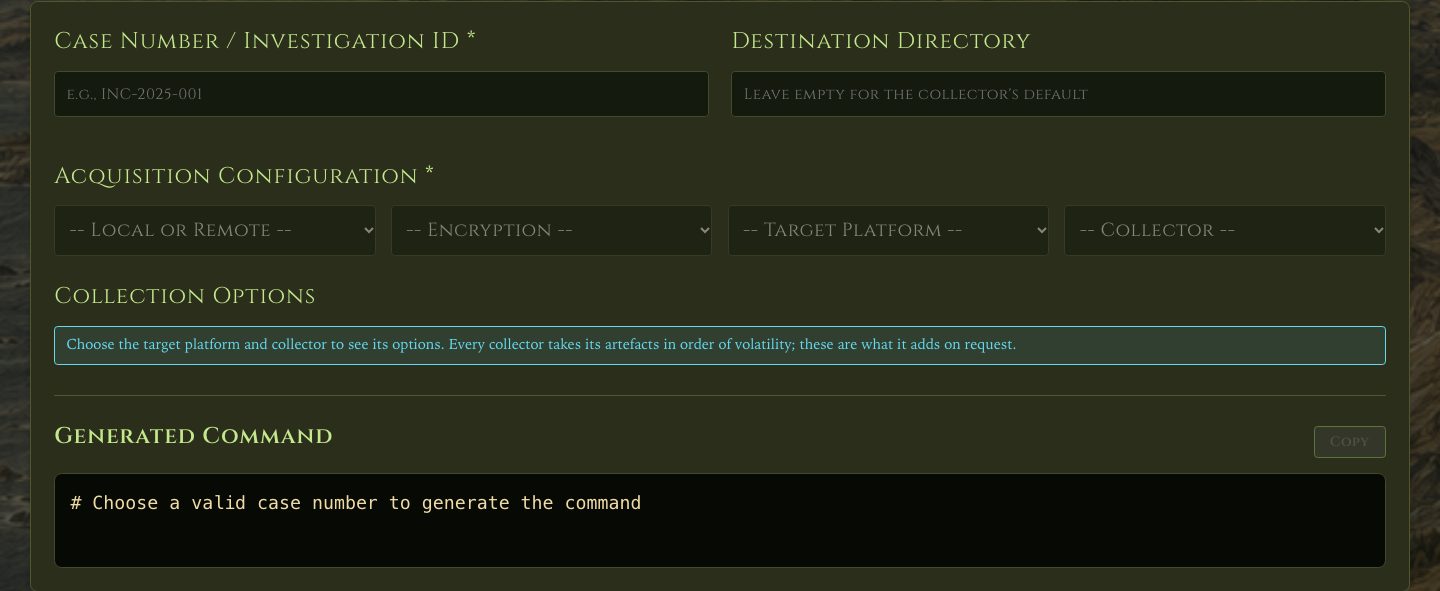 Case Number / Investigation ID *
Destination Directory
e.g., INC-2025-001
Leave empty for the collector's default
Acquisition Configuration *
-- Local or Remote --
-- Encryption --
-- Target Platform --
-- Collector --
Collection Options
Choose the target platform and collector to see its options. Every collector takes its artefacts in order of volatility; these are what it adds on request.
Generated Command
Copy
# Choose a valid case number to generate the command